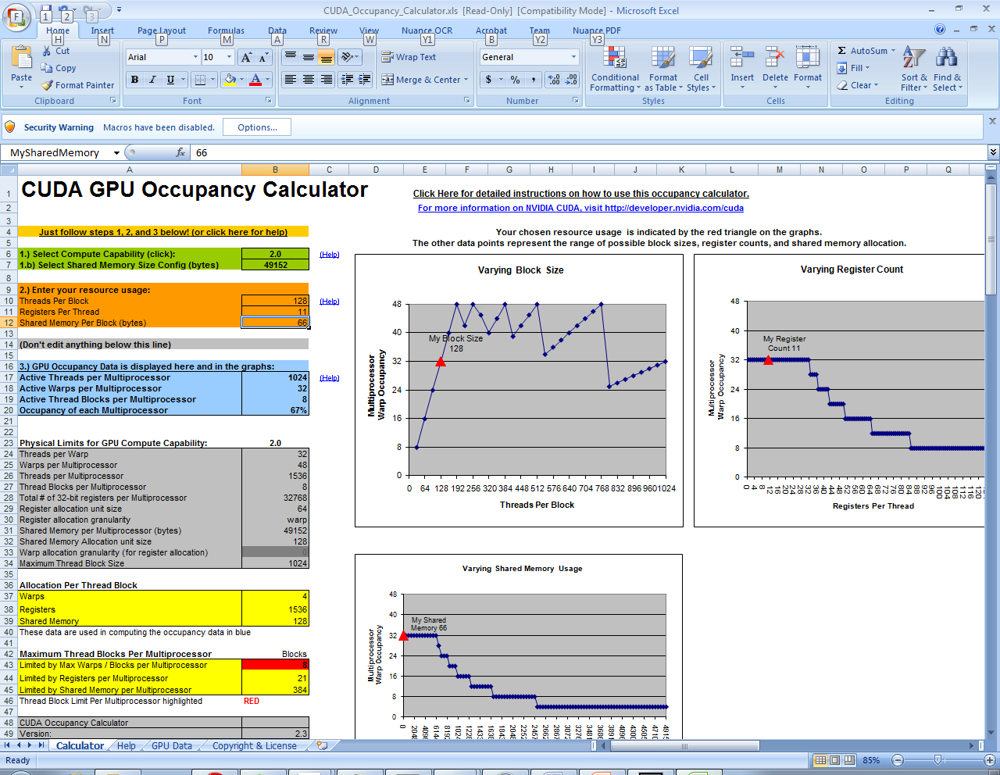 CUDA_Occupancy_Calculator.xls [Read-Only] [Compatibility Mode] - Microsoft Excel
1 2 3
Home Insert Page Layout Formulas Data Review View Nuance OCR Acrobat Team Nuance PDF
H N P M A R W Y1 B Y2 Y3
Paste Cut
Copy
Format Painter
Arial 10
B I U
Wrap Text
Merge & Center
General
$ % ,
Conditional Formatting
Format as Table
Cell Styles
Insert Delete Format
AutoSum
Fill
Clear
Sort & Filter
Find & Select
Clipboard Font Alignment Number Styles Cells Editing
Security Warning Macros have been disabled. Options...
MySharedMemory fx 66
A B C D E F G H I J K L M N O P Q
1 CUDA GPU Occupancy Calculator
Click Here for detailed instructions on how to use this occupancy calculator.
2 For more information on NVIDIA CUDA, visit http://developer.nvidia.com/cuda
3
4 Just follow steps 1, 2, and 3 below! (or click here for help)
Your chosen resource usage is indicated by the red triangle on the graphs.
5 The other data points represent the range of possible block sizes, register counts, and shared memory allocation.
6 1.) Select Compute Capability (click): 2.0 (Help)
7 1.b) Select Shared Memory Size Config (bytes) 49152
8
9 2.) Enter your resource usage:
10 Threads Per Block 128 (Help)
11 Registers Per Thread 11
12 Shared Memory Per Block (bytes) 66
13
14 (Don't edit anything below this line)
15
16 3.) GPU Occupancy Data is displayed here and in the graphs:
17 Active Threads per Multiprocessor 1024 (Help)
18 Active Warps per Multiprocessor 32
19 Active Thread Blocks per Multiprocessor 8
20 Occupancy of each Multiprocessor 67%
21
22
23 Physical Limits for GPU Compute Capability: 2.0
24 Threads per Warp 32
25 Warps per Multiprocessor 48
26 Threads per Multiprocessor 1536
27 Thread Blocks per Multiprocessor 8
28 Total # of 32-bit registers per Multiprocessor 32768
29 Register allocation unit size 64
30 Register allocation granularity warp
31 Shared Memory per Multiprocessor (bytes) 49152
32 Shared Memory Allocation unit size 128
33 Warp allocation granularity (for register allocation) 0
34 Maximum Thread Block Size 1024
35
36 Allocation Per Thread Block
37 Warps 4
38 Registers 1536
39 Shared Memory 128
40 These data are used in computing the occupancy data in blue
41
42 Maximum Thread Blocks Per Multiprocessor Blocks
43 Limited by Max Warps / Blocks per Multiprocessor 8
44 Limited by Registers per Multiprocessor 21
45 Limited by Shared Memory per Multiprocessor 384
46 Thread Block Limit Per Multiprocessor highlighted RED
47
48 CUDA Occupancy Calculator
49 Version: 2.3
Varying Block Size
Multiprocessor
Warp Occupancy
48
40
32
24
16
8
0
My Block Size
128
0 64 128 192 256 320 384 448 512 576 640 704 768 832 896 960 1024
Threads Per Block
Varying Register Count
Multiprocessor
Warp Occupancy
48
40
32
24
16
8
0
My Register
Count 11
0 4 8 12 16 20 24 28 32 36 40 44 48 52 56 60 64 68 72 76 80 84 88 92 96 100 104 108 112 116
Registers Per Thread
Varying Shared Memory Usage
Multiprocessor
Warp Occupancy
48
40
32
24
16
8
0
My Shared
Memory 66
0
Calculator Help GPU Data Copyright & License
Ready 85%